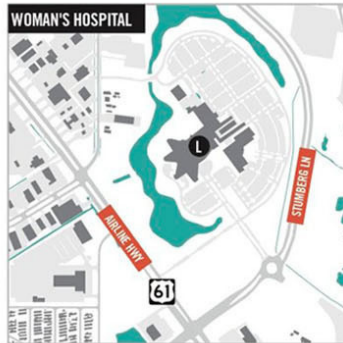 WOMAN'S HOSPITAL
L
STUMBERG LN
AIRLINE HWY
61